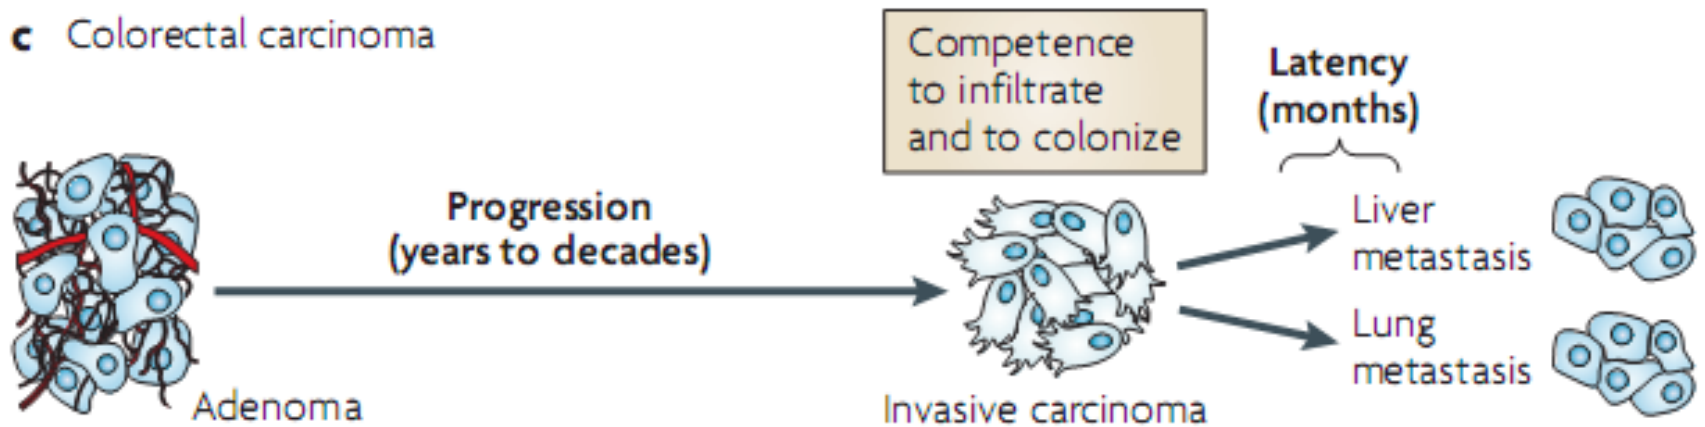 c Colorectal carcinoma
Competence
to infiltrate
and to colonize
Latency
(months)
Progression
(years to decades)
Liver
metastasis
Lung
metastasis
Adenoma
Invasive carcinoma